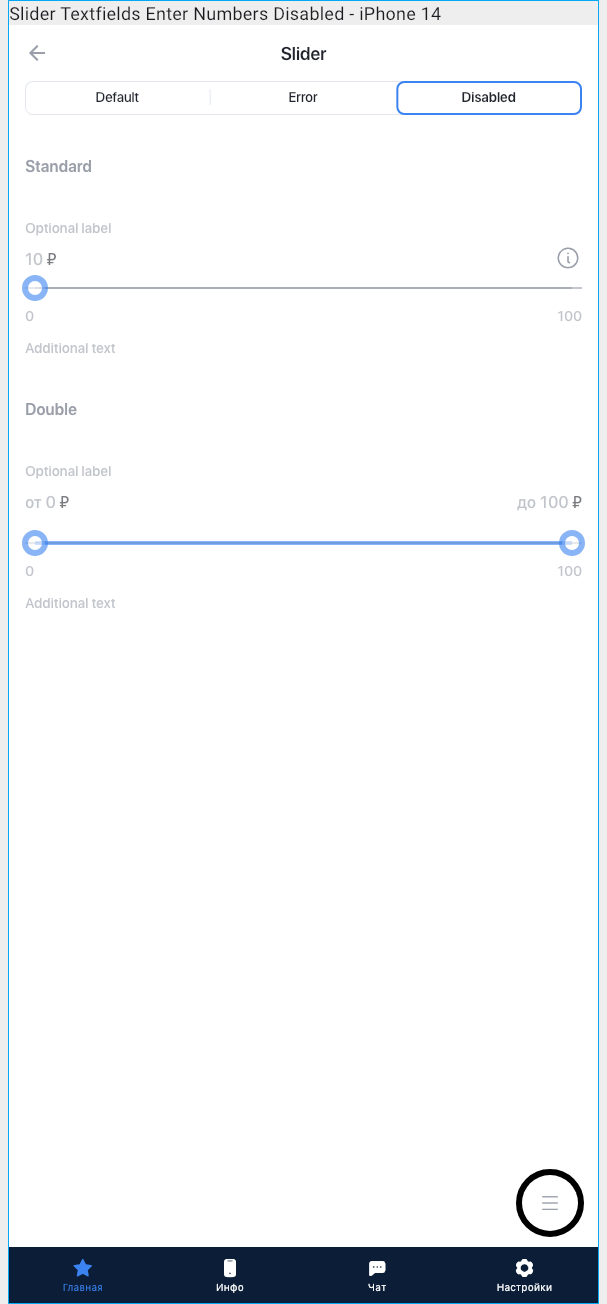 Slider Textfields Enter Numbers Disabled - iPhone 14
Slider
Default Error Disabled
Standard
Optional label
10 ₽
0 100
Additional text
Double
Optional label
от 0 ₽ до 100 ₽
0 100
Additional text
Главная Инфо Чат Настройки